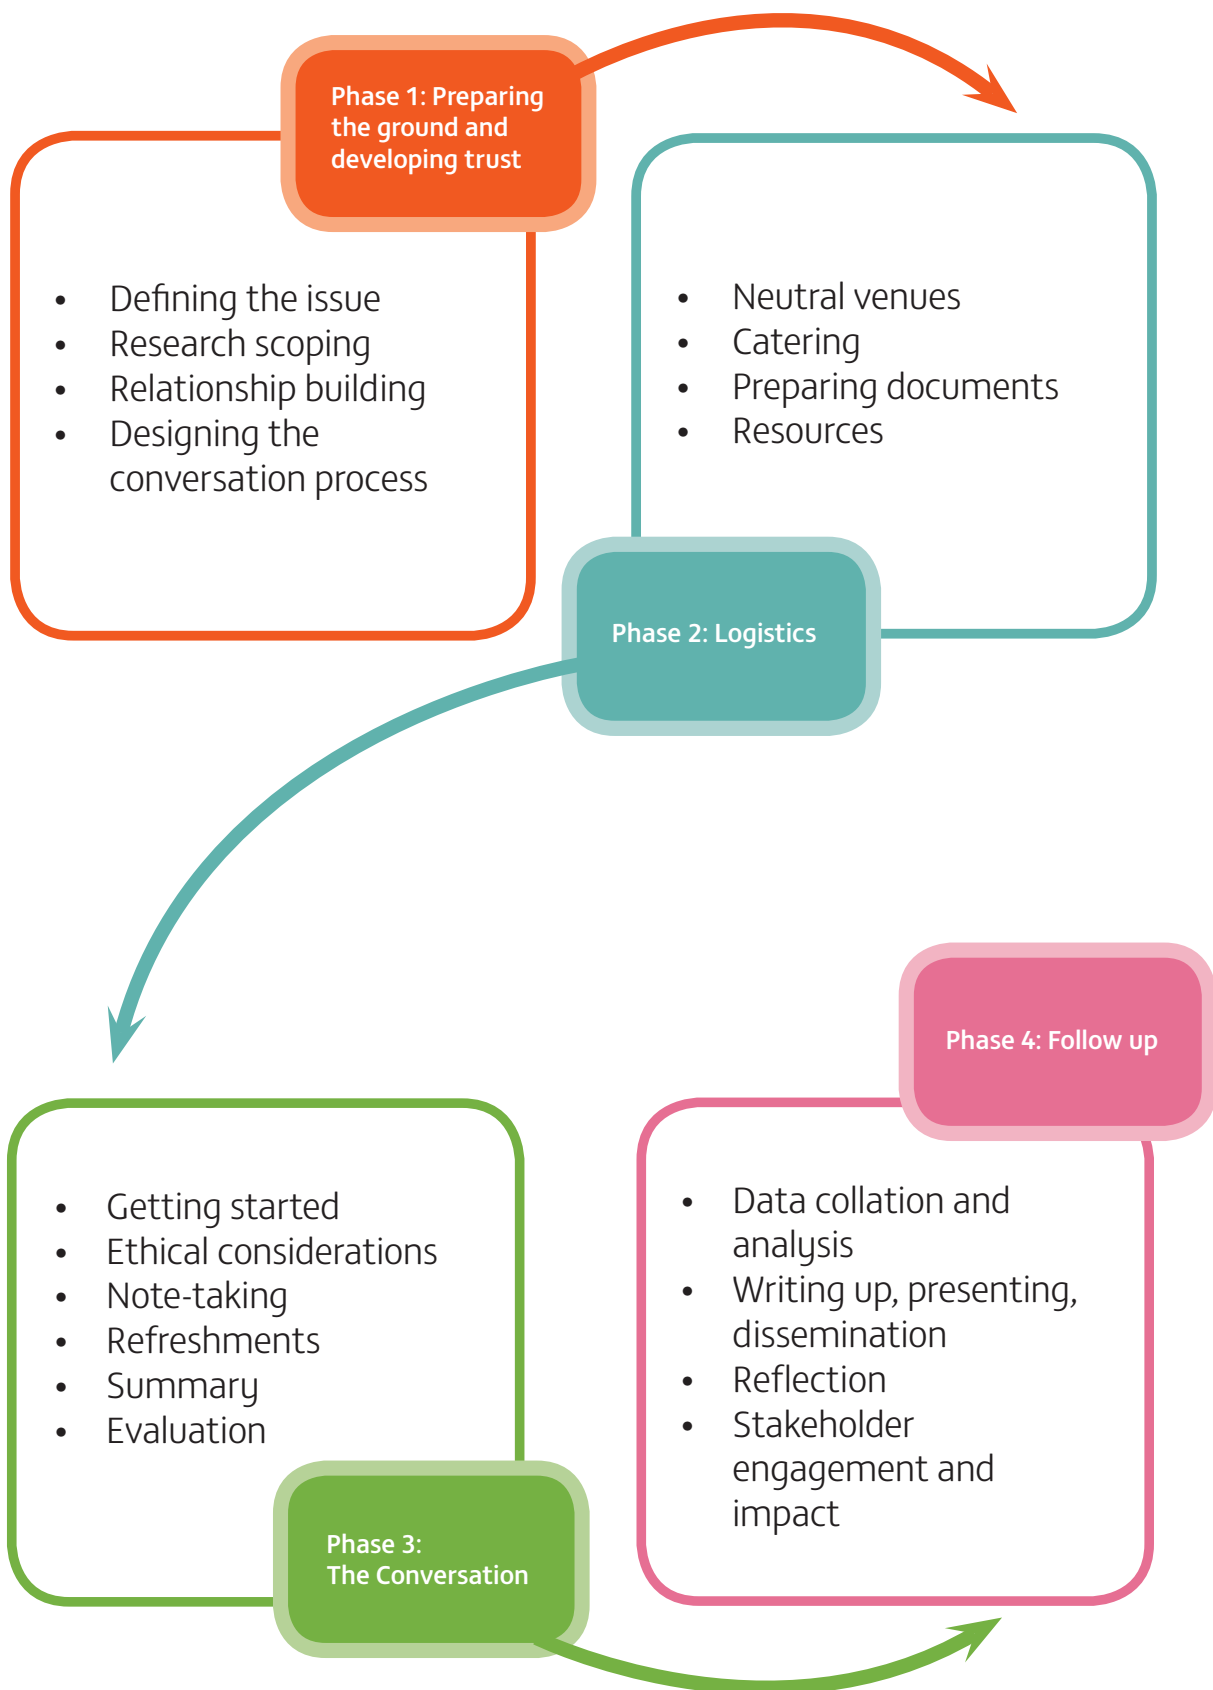 Phase 1: Preparing
the ground and
developing trust
• Defining the issue
• Research scoping
• Relationship building
• Designing the
conversation process
• Neutral venues
• Catering
• Preparing documents
• Resources
Phase 2: Logistics
• Getting started
• Ethical considerations
• Note-taking
• Refreshments
• Summary
• Evaluation
Phase 3:
The Conversation
Phase 4: Follow up
• Data collation and
analysis
• Writing up, presenting,
dissemination
• Reflection
• Stakeholder
engagement and
impact